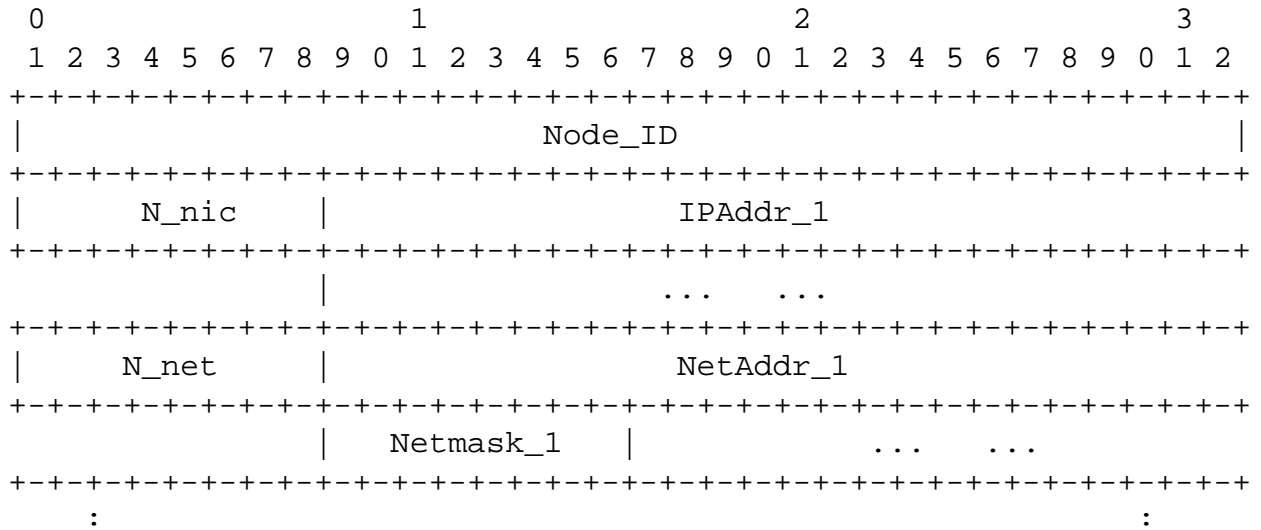 0                   1                   2                   3
1 2 3 4 5 6 7 8 9 0 1 2 3 4 5 6 7 8 9 0 1 2 3 4 5 6 7 8 9 0 1 2
+-+-+-+-+-+-+-+-+-+-+-+-+-+-+-+-+-+-+-+-+-+-+-+-+-+-+-+-+-+-+-+-+
| Node_ID |
+-+-+-+-+-+-+-+-+-+-+-+-+-+-+-+-+-+-+-+-+-+-+-+-+-+-+-+-+-+-+-+-+
| N_nic | IPAddr_1
+-+-+-+-+-+-+-+-+-+-+-+-+-+-+-+-+-+-+-+-+-+-+-+-+-+-+-+-+-+-+-+-+
| ... ...
+-+-+-+-+-+-+-+-+-+-+-+-+-+-+-+-+-+-+-+-+-+-+-+-+-+-+-+-+-+-+-+-+
| N_net | NetAddr_1
+-+-+-+-+-+-+-+-+-+-+-+-+-+-+-+-+-+-+-+-+-+-+-+-+-+-+-+-+-+-+-+-+
| Netmask_1 | ... ...
+-+-+-+-+-+-+-+-+-+-+-+-+-+-+-+-+-+-+-+-+-+-+-+-+-+-+-+-+-+-+-+-+
: :